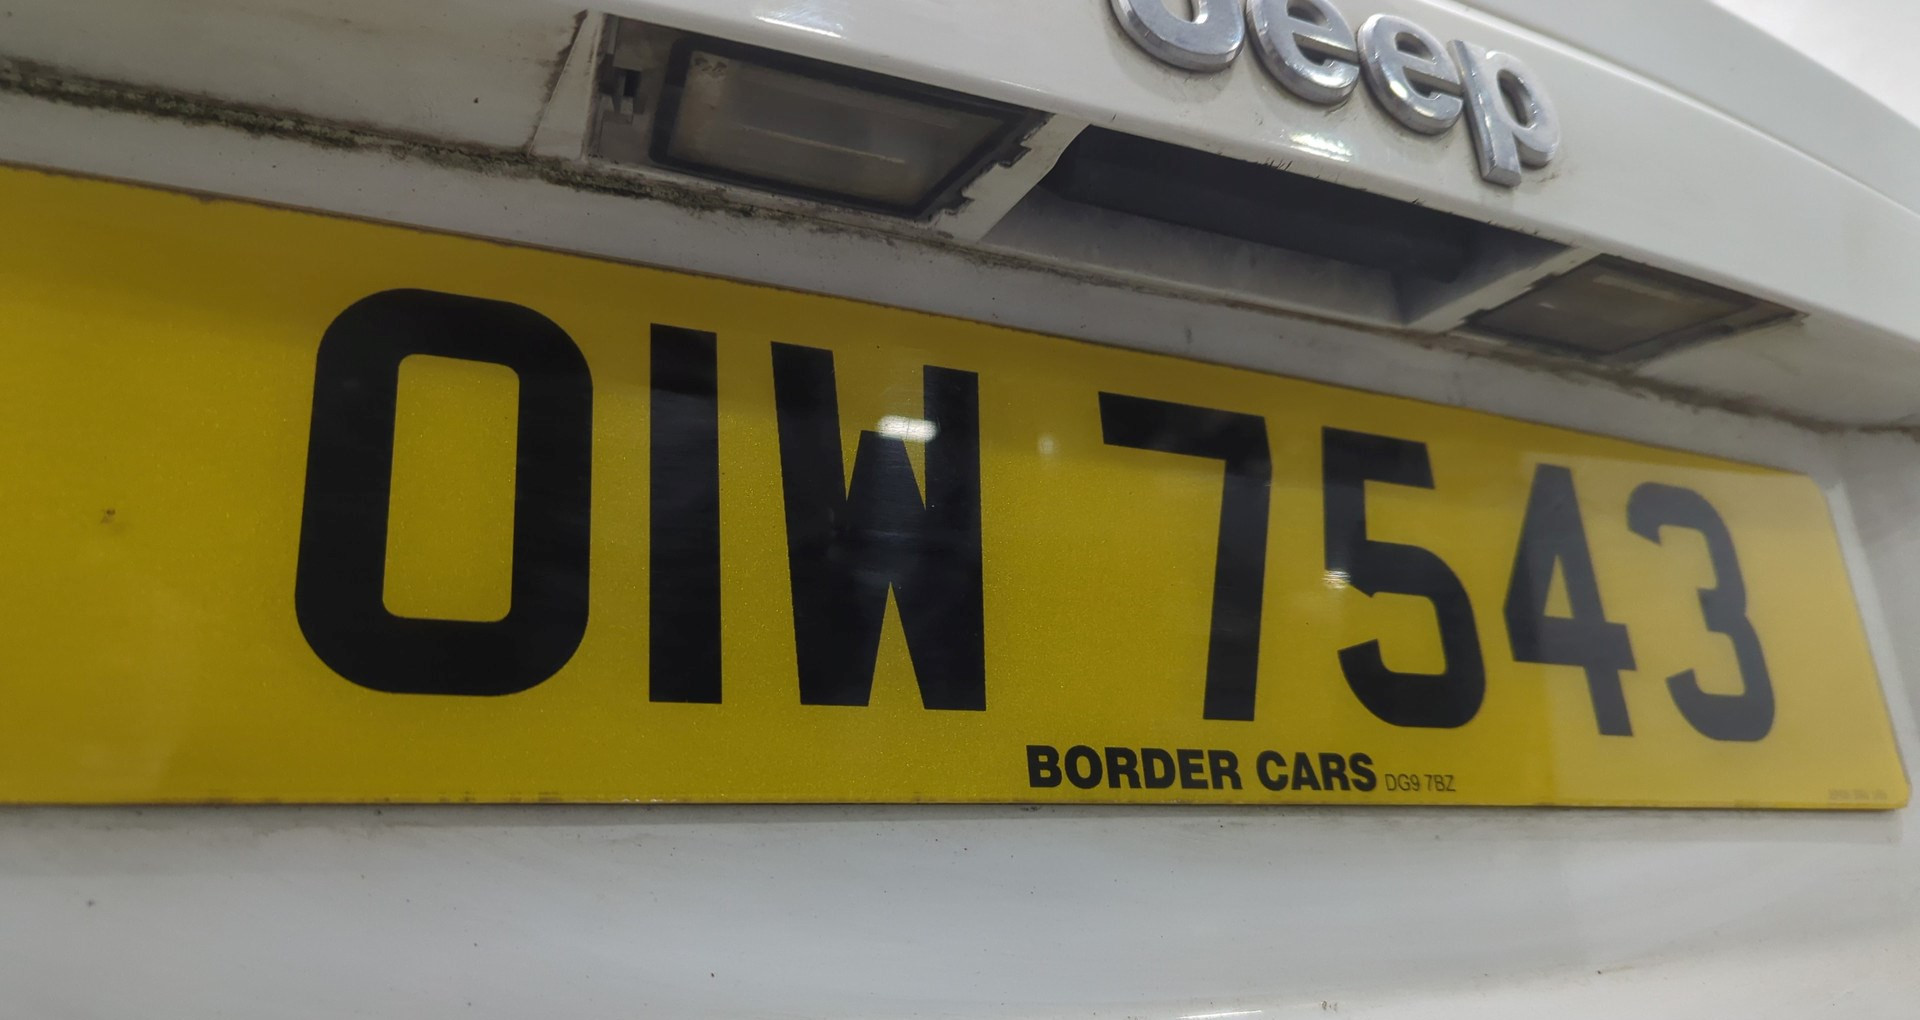 Jeep
OIW 7543
BORDER CARS DG9 7BZ